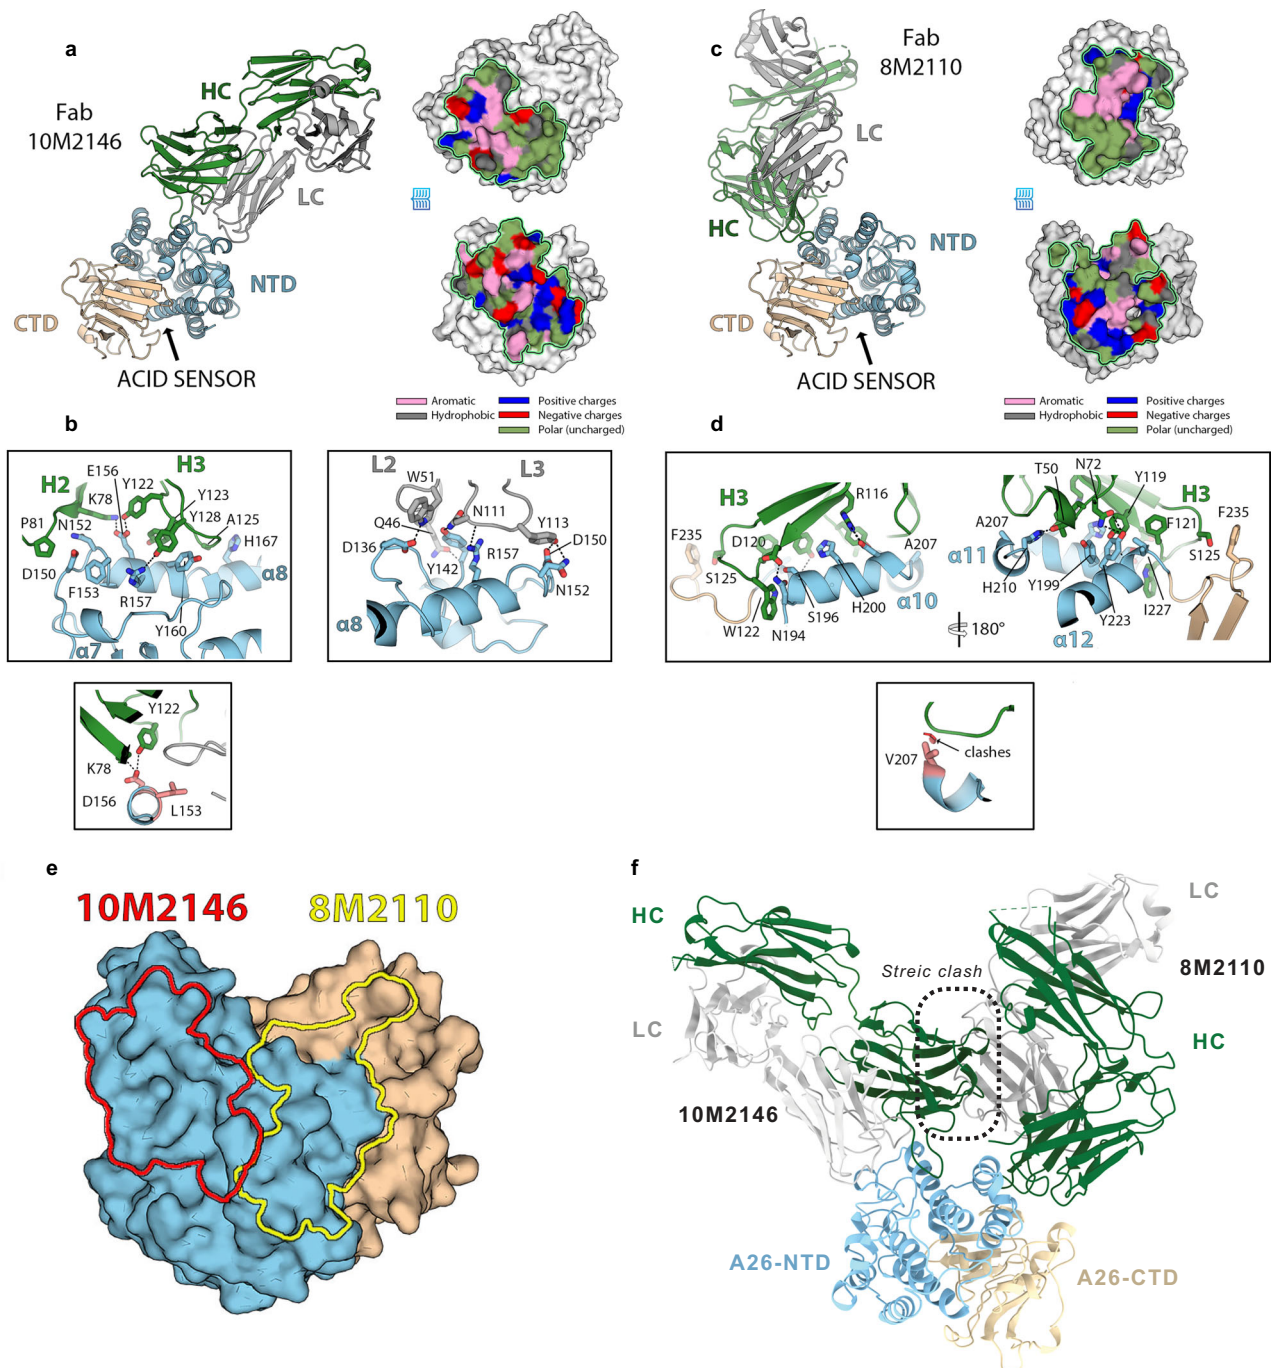 a
Fab
10M2146
HC
LC
NTD
CTD
ACID SENSOR
Aromatic
Positive charges
Hydrophobic
Negative charges
Polar (uncharged)
c
Fab
8M2110
LC
HC
NTD
CTD
ACID SENSOR
Aromatic
Positive charges
Hydrophobic
Negative charges
Polar (uncharged)
b
E156
H3
H2
Y122
K78
Y123
P81
N152
Y128
A125
H167
D150
α8
F153
R157
Y160
α7
L2
W51
L3
N111
Q46
Y113
D136
R157
D150
Y142
N152
α8
Y122
K78
D156
L153
d
H3
R116
F235
D120
A207
S125
α10
H200
W122
S196
N194
180°
N72
T50
Y119
H3
A207
F121
F235
α11
S125
H210
Y199
I227
Y223
α12
clashes
V207
e
10M2146
8M2110
f
LC
HC
8M2110
Streic clash
LC
HC
10M2146
A26-NTD
A26-CTD